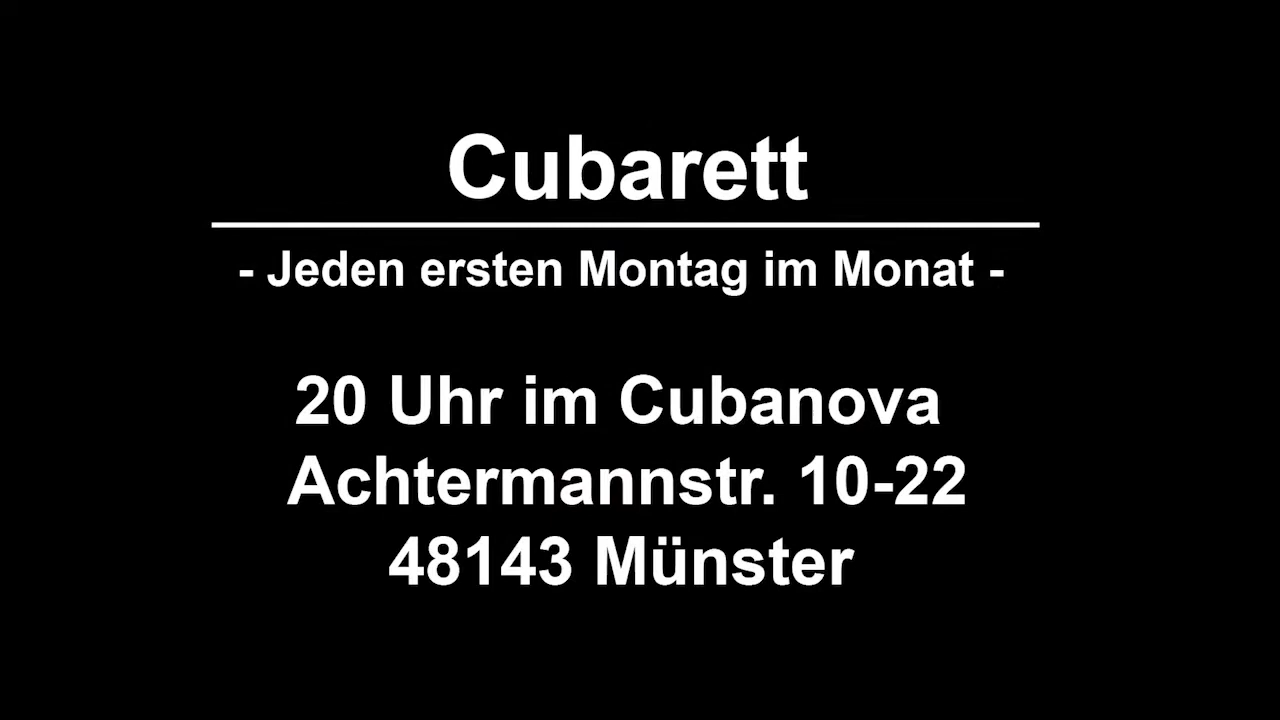 Cubarett
- Jeden ersten Montag im Monat -
20 Uhr im Cubanova
Achtermannstr. 10-22
48143 Münster